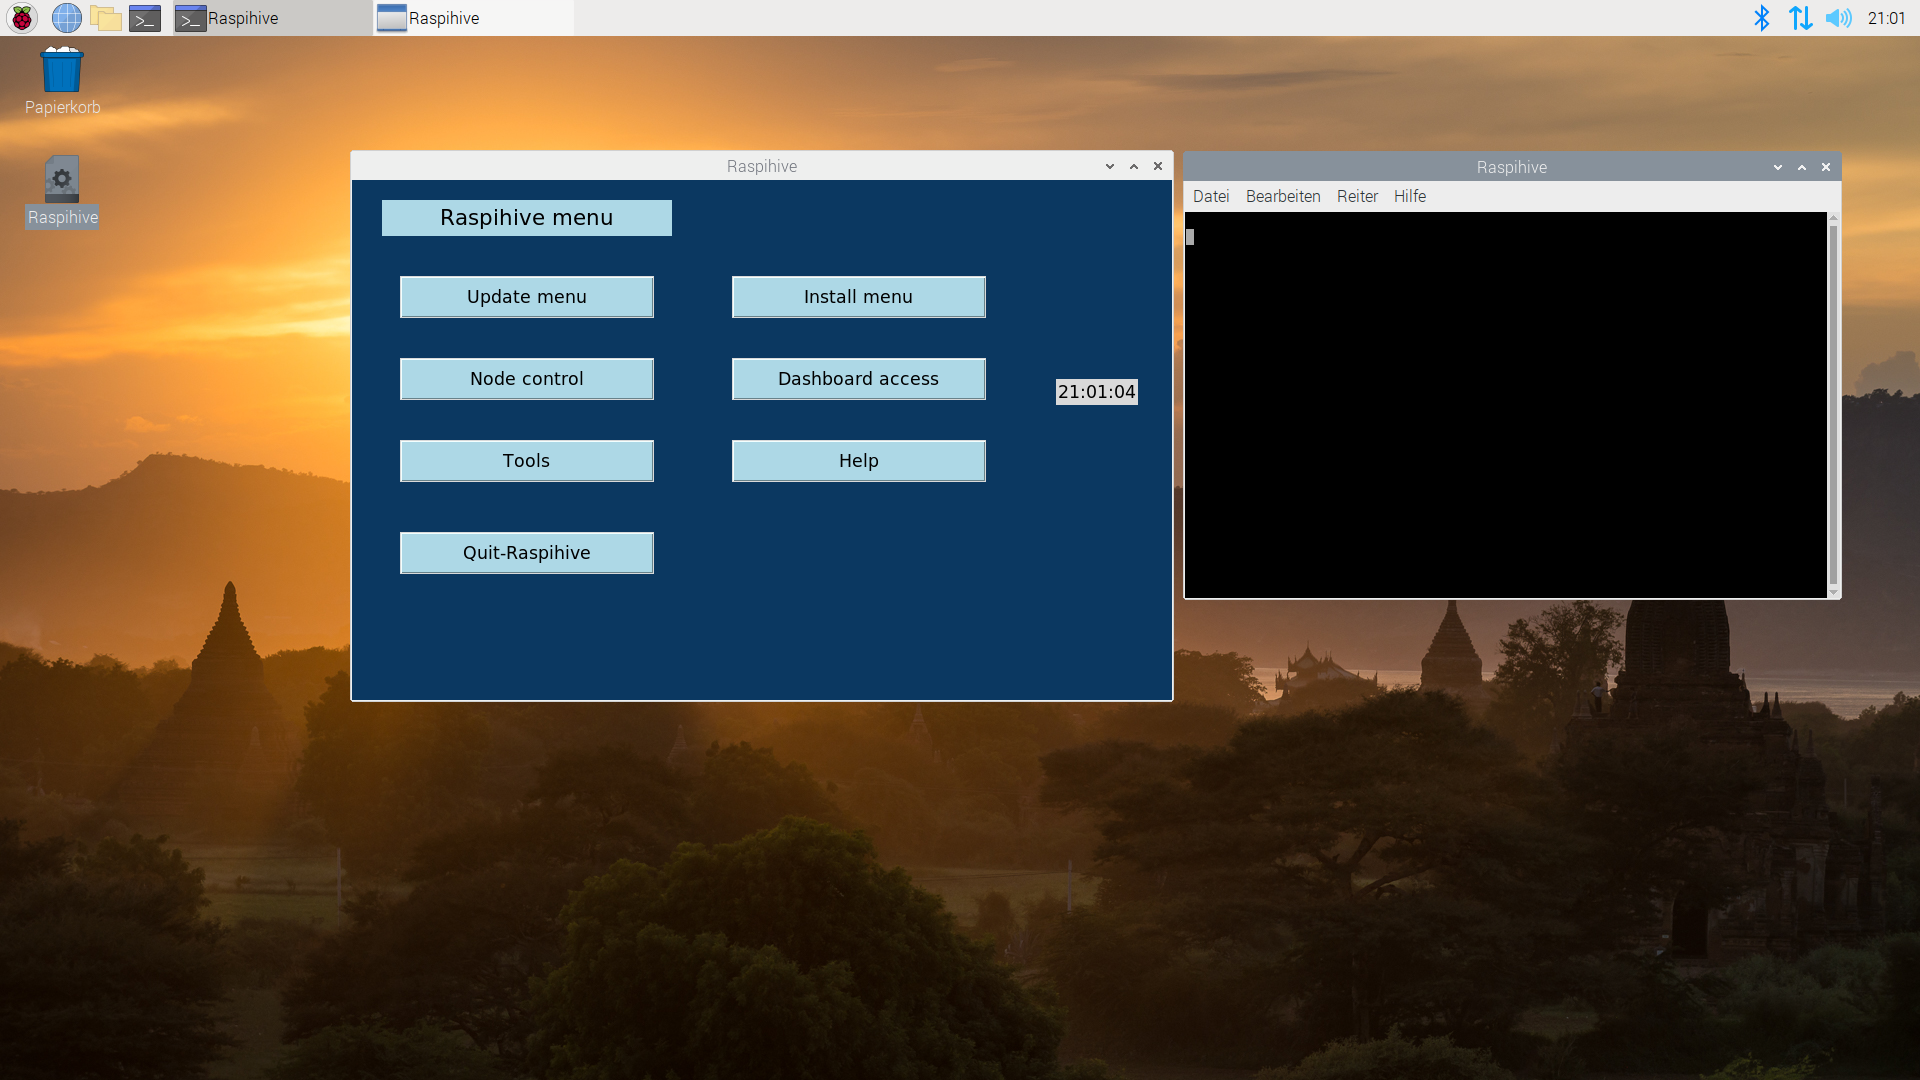 Raspihive
Raspihive
21:01
Papierkorb
Raspihive
Raspihive
Raspihive menu
Update menu
Install menu
Node control
Dashboard access
21:01:04
Tools
Help
Quit-Raspihive
Raspihive
Datei Bearbeiten Reiter Hilfe